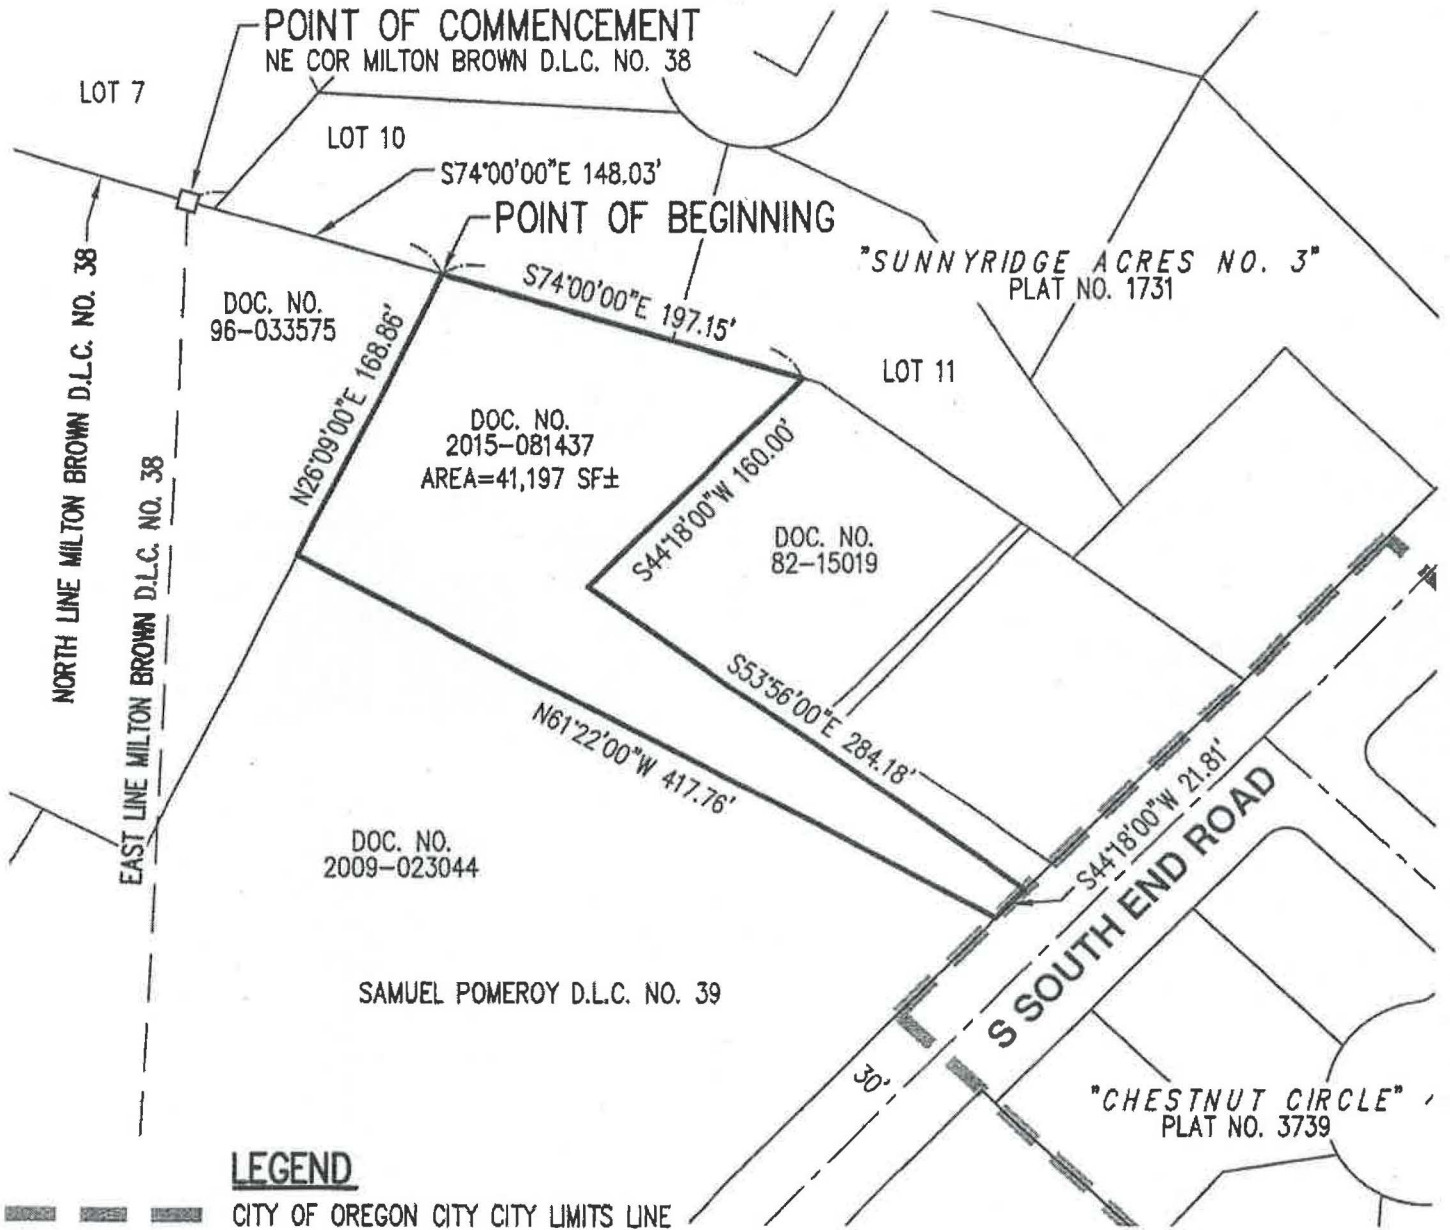 POINT OF COMMENCEMENT
NE COR MILTON BROWN D.L.C. NO. 38
LOT 7
LOT 10
S74°00'00"E 148.03'
POINT OF BEGINNING
"SUNNYRIDGE ACRES NO. 3"
PLAT NO. 1731
S74°00'00"E 197.15'
DOC. NO.
96-033575
NORTH LINE MILTON BROWN D.L.C. NO. 38
N26°09'00"E 168.86'
LOT 11
DOC. NO.
2015-081437
AREA=41,197 SF±
S44°18'00"W 160.00'
DOC. NO.
82-15019
EAST LINE MILTON BROWN D.L.C. NO. 38
S53°56'00"E 284.18'
N61°22'00"W 417.76'
S44°18'00"W 21.81'
S SOUTH END ROAD
DOC. NO.
2009-023044
SAMUEL POMEROY D.L.C. NO. 39
30'
"CHESTNUT CIRCLE"
PLAT NO. 3739
LEGEND
CITY OF OREGON CITY CITY LIMITS LINE